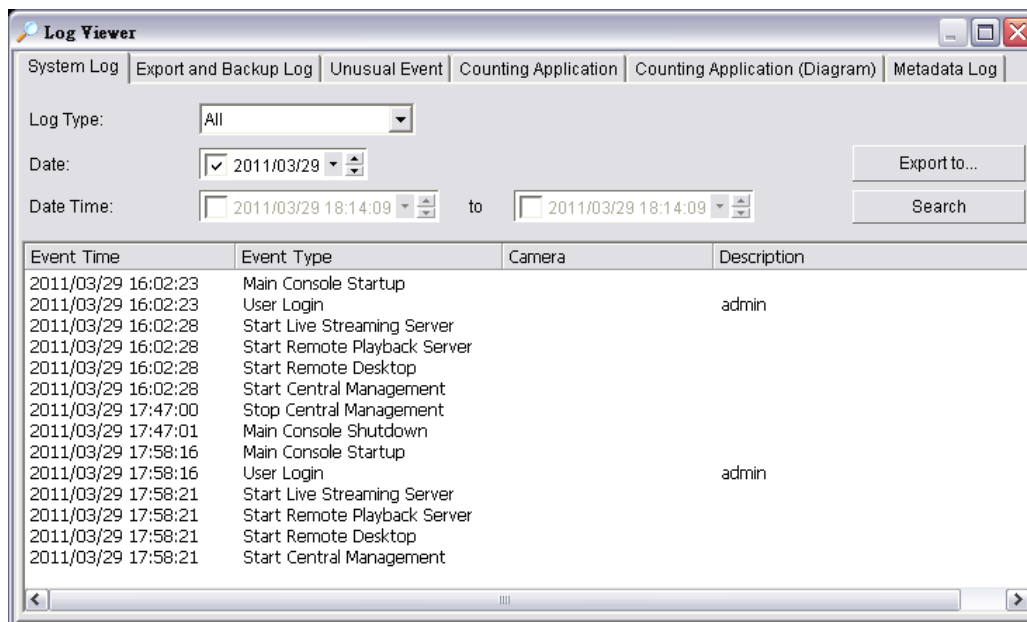 Log Viewer
System Log Export and Backup Log Unusual Event Counting Application Counting Application (Diagram) Metadata Log
Log Type: All
Date: 2011/03/29 Export to...
Date Time: 2011/03/29 18:14:09 to 2011/03/29 18:14:09 Search
Event Time Event Type Camera Description
2011/03/29 16:02:23 Main Console Startup
2011/03/29 16:02:23 User Login admin
2011/03/29 16:02:28 Start Live Streaming Server
2011/03/29 16:02:28 Start Remote Playback Server
2011/03/29 16:02:28 Start Remote Desktop
2011/03/29 16:02:28 Start Central Management
2011/03/29 17:47:00 Stop Central Management
2011/03/29 17:47:01 Main Console Shutdown
2011/03/29 17:58:16 Main Console Startup
2011/03/29 17:58:16 User Login admin
2011/03/29 17:58:21 Start Live Streaming Server
2011/03/29 17:58:21 Start Remote Playback Server
2011/03/29 17:58:21 Start Remote Desktop
2011/03/29 17:58:21 Start Central Management